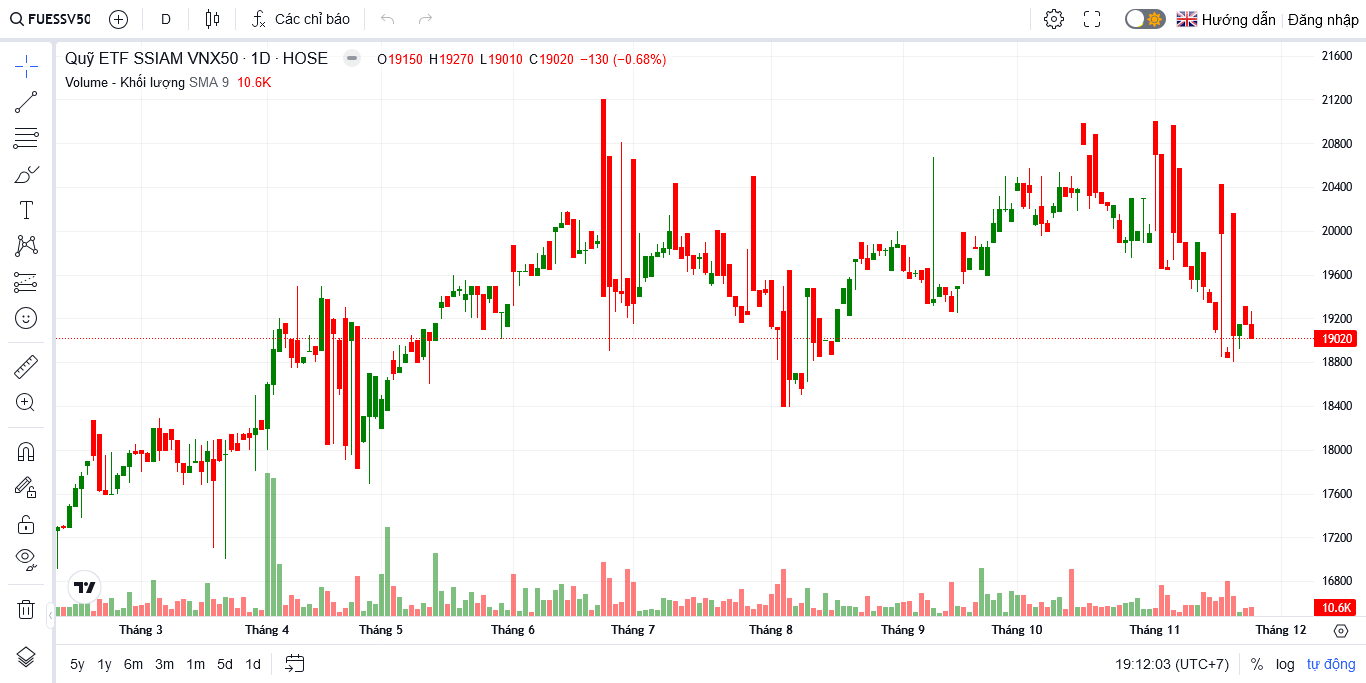 FUESSV50
D
Các chỉ báo
Hướng dẫn
Đăng nhập
Quỹ ETF SSIAM VNX50 · 1D · HOSE
O19150 H19270 L19010 C19020 −130 (−0.68%)
Volume - Khối lượng SMA 9 10.6K
21600
21200
20800
20400
20000
19600
19200
19020
18800
18400
18000
17600
17200
16800
10.6K
Tháng 3 Tháng 4 Tháng 5 Tháng 6 Tháng 7 Tháng 8 Tháng 9 Tháng 10 Tháng 11 Tháng 12
5y 1y 6m 3m 1m 5d 1d
19:12:03 (UTC+7)
% log tự động